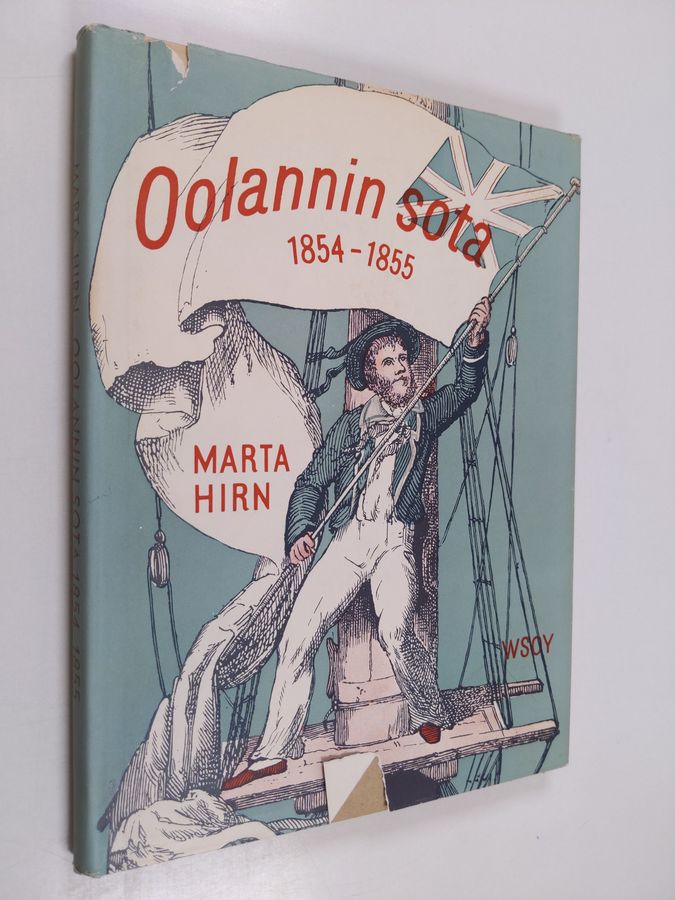 Oolannin sota
1854-1855
MARTA
HIRN
WSOY
MARTA HIRN OOLANNIN SOTA 1854-1855